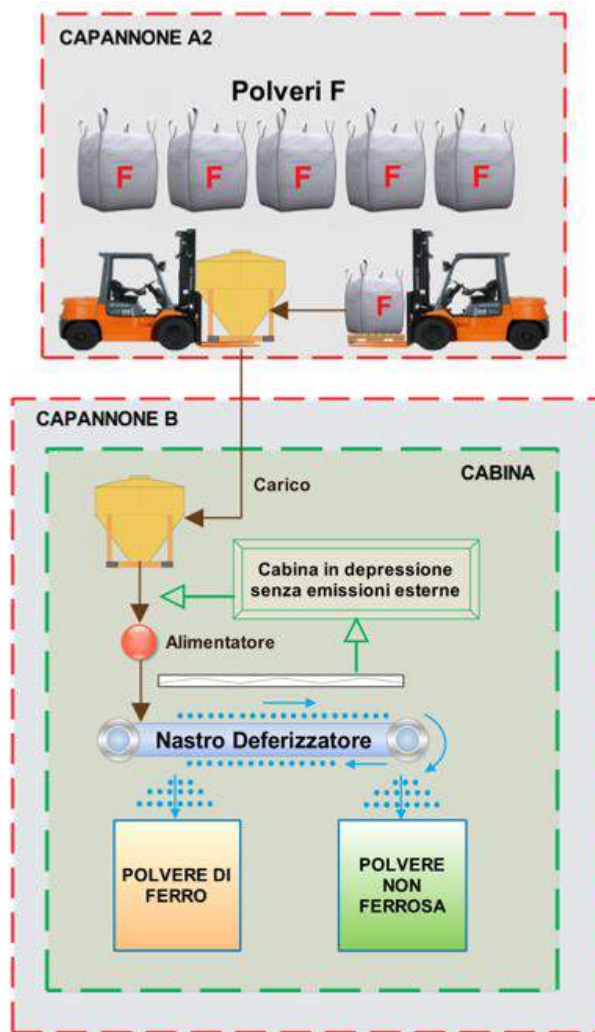 CAPANNONE A2
Polveri F
F
F
F
F
F
F
CAPANNONE B
CABINA
Carico
Cabina in depressione
senza emissioni esterne
Alimentatore
Nastro Deferizzatore
POLVERE DI
FERRO
POLVERE
NON
FERROSA